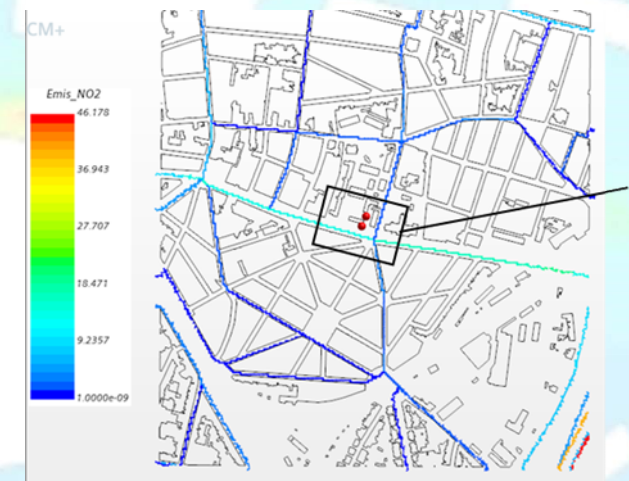 CM+
Emis_NO2
46.178
36.943
27.707
18.471
9.2357
1.0000e-09